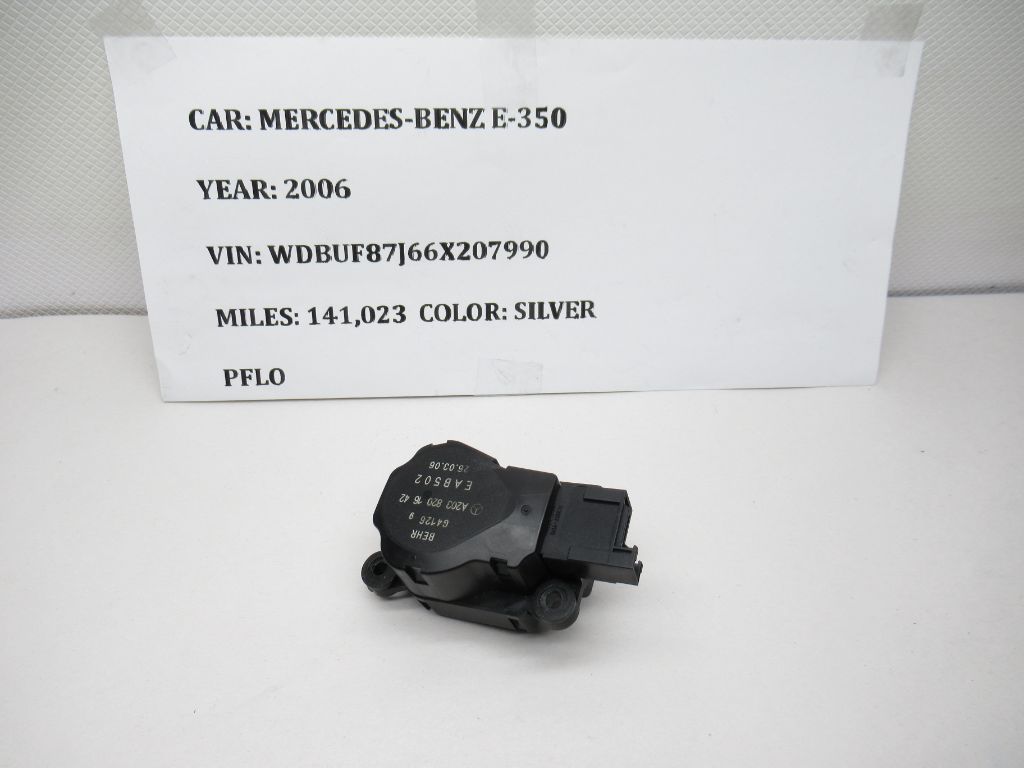 CAR: MERCEDES-BENZ E-350
YEAR: 2006
VIN: WDBUF87J66X207990
MILES: 141,023 COLOR: SILVER
PFLO
BEHR
G4126 9
A203 820 16 42
EAB502
26.03.06